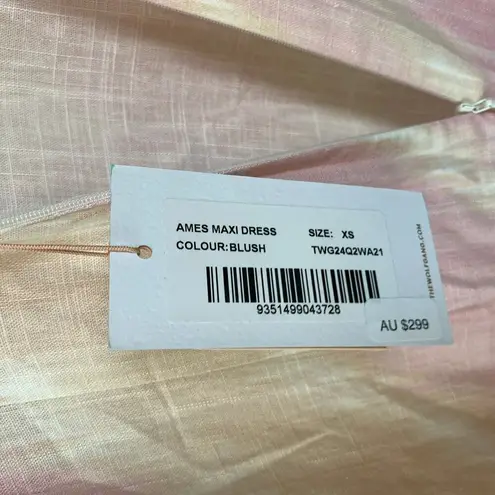 AMES MAXI DRESS SIZE: XS
COLOUR:BLUSH TWG24Q2WA21
9351499043728
AU $299
THEWOLFGANG.COM